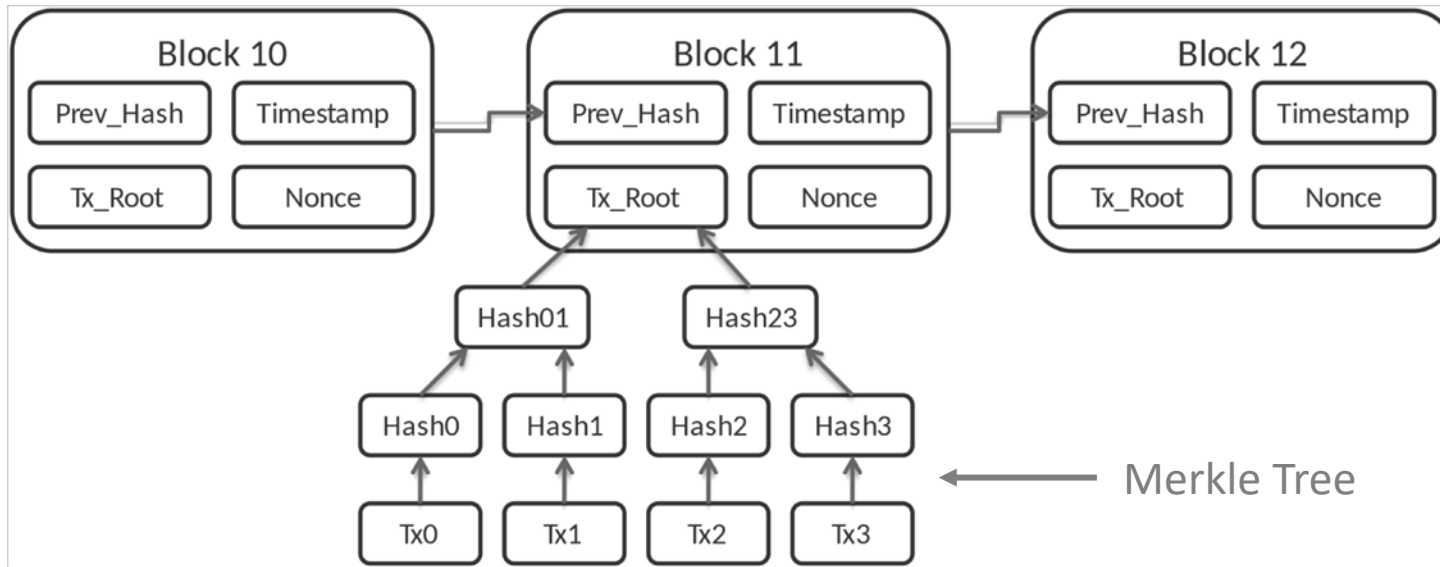 Block 10
Block 11
Block 12
Prev_Hash
Timestamp
Prev_Hash
Timestamp
Prev_Hash
Timestamp
Tx_Root
Nonce
Tx_Root
Nonce
Tx_Root
Nonce
Hash01
Hash23
Hash0
Hash1
Hash2
Hash3
Merkle Tree
Tx0
Tx1
Tx2
Tx3